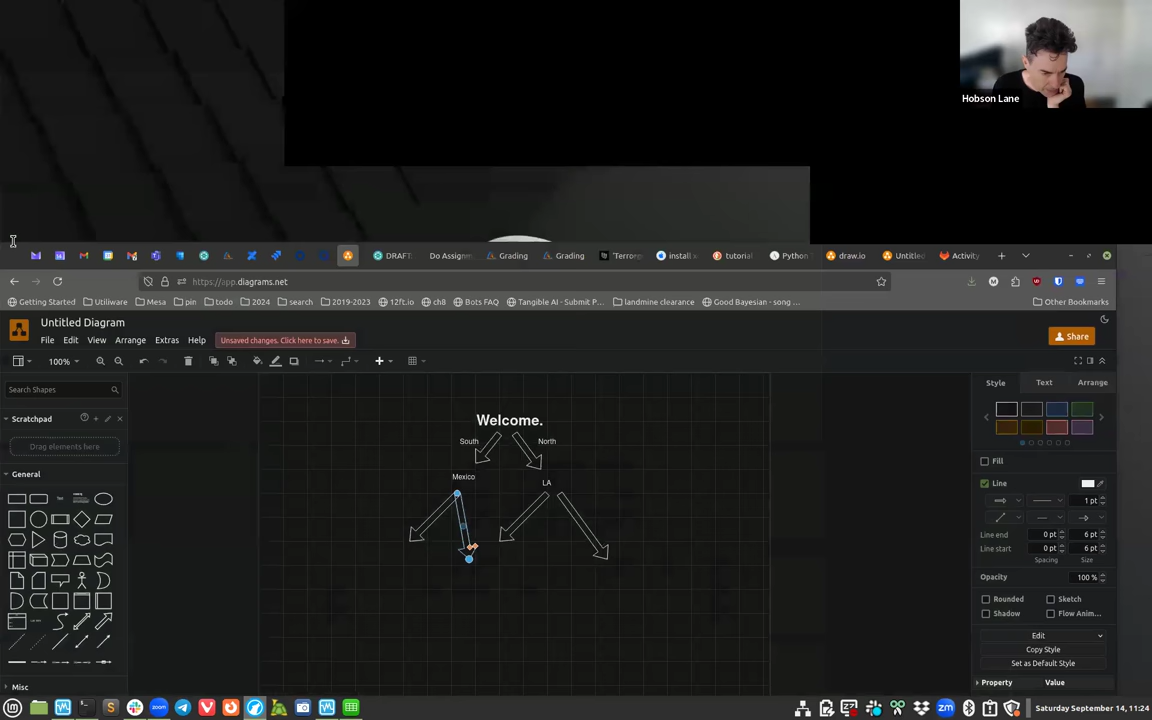 Hobson Lane
DRAFT:
Do Assignm
Grading
Grading
Terrorg
install x
tutorial
Python
draw.io
Untitled
Activity
https://app.diagrams.net
Getting Started
Utiliware
Mesa
pin
todo
2024
search
2019-2023
12ft.io
ch8
Bots FAQ
Tangible AI - Submit P...
landmine clearance
Good Bayesian - song ...
Other Bookmarks
Untitled Diagram
File Edit View Arrange Extras Help
Unsaved changes. Click here to save.
Share
100%
Search Shapes
Scratchpad
Drag elements here
General
Text
Misc
Welcome.
South
North
Mexico
LA
Style
Text
Arrange
Fill
Line
1 pt
Line end
0 pt
6 pt
Line start
0 pt
6 pt
Spacing
Size
Opacity
100 %
Rounded
Sketch
Shadow
Flow Anim...
Edit
Copy Style
Set as Default Style
Property
Value
zoom
zm
Saturday September 14, 11:24